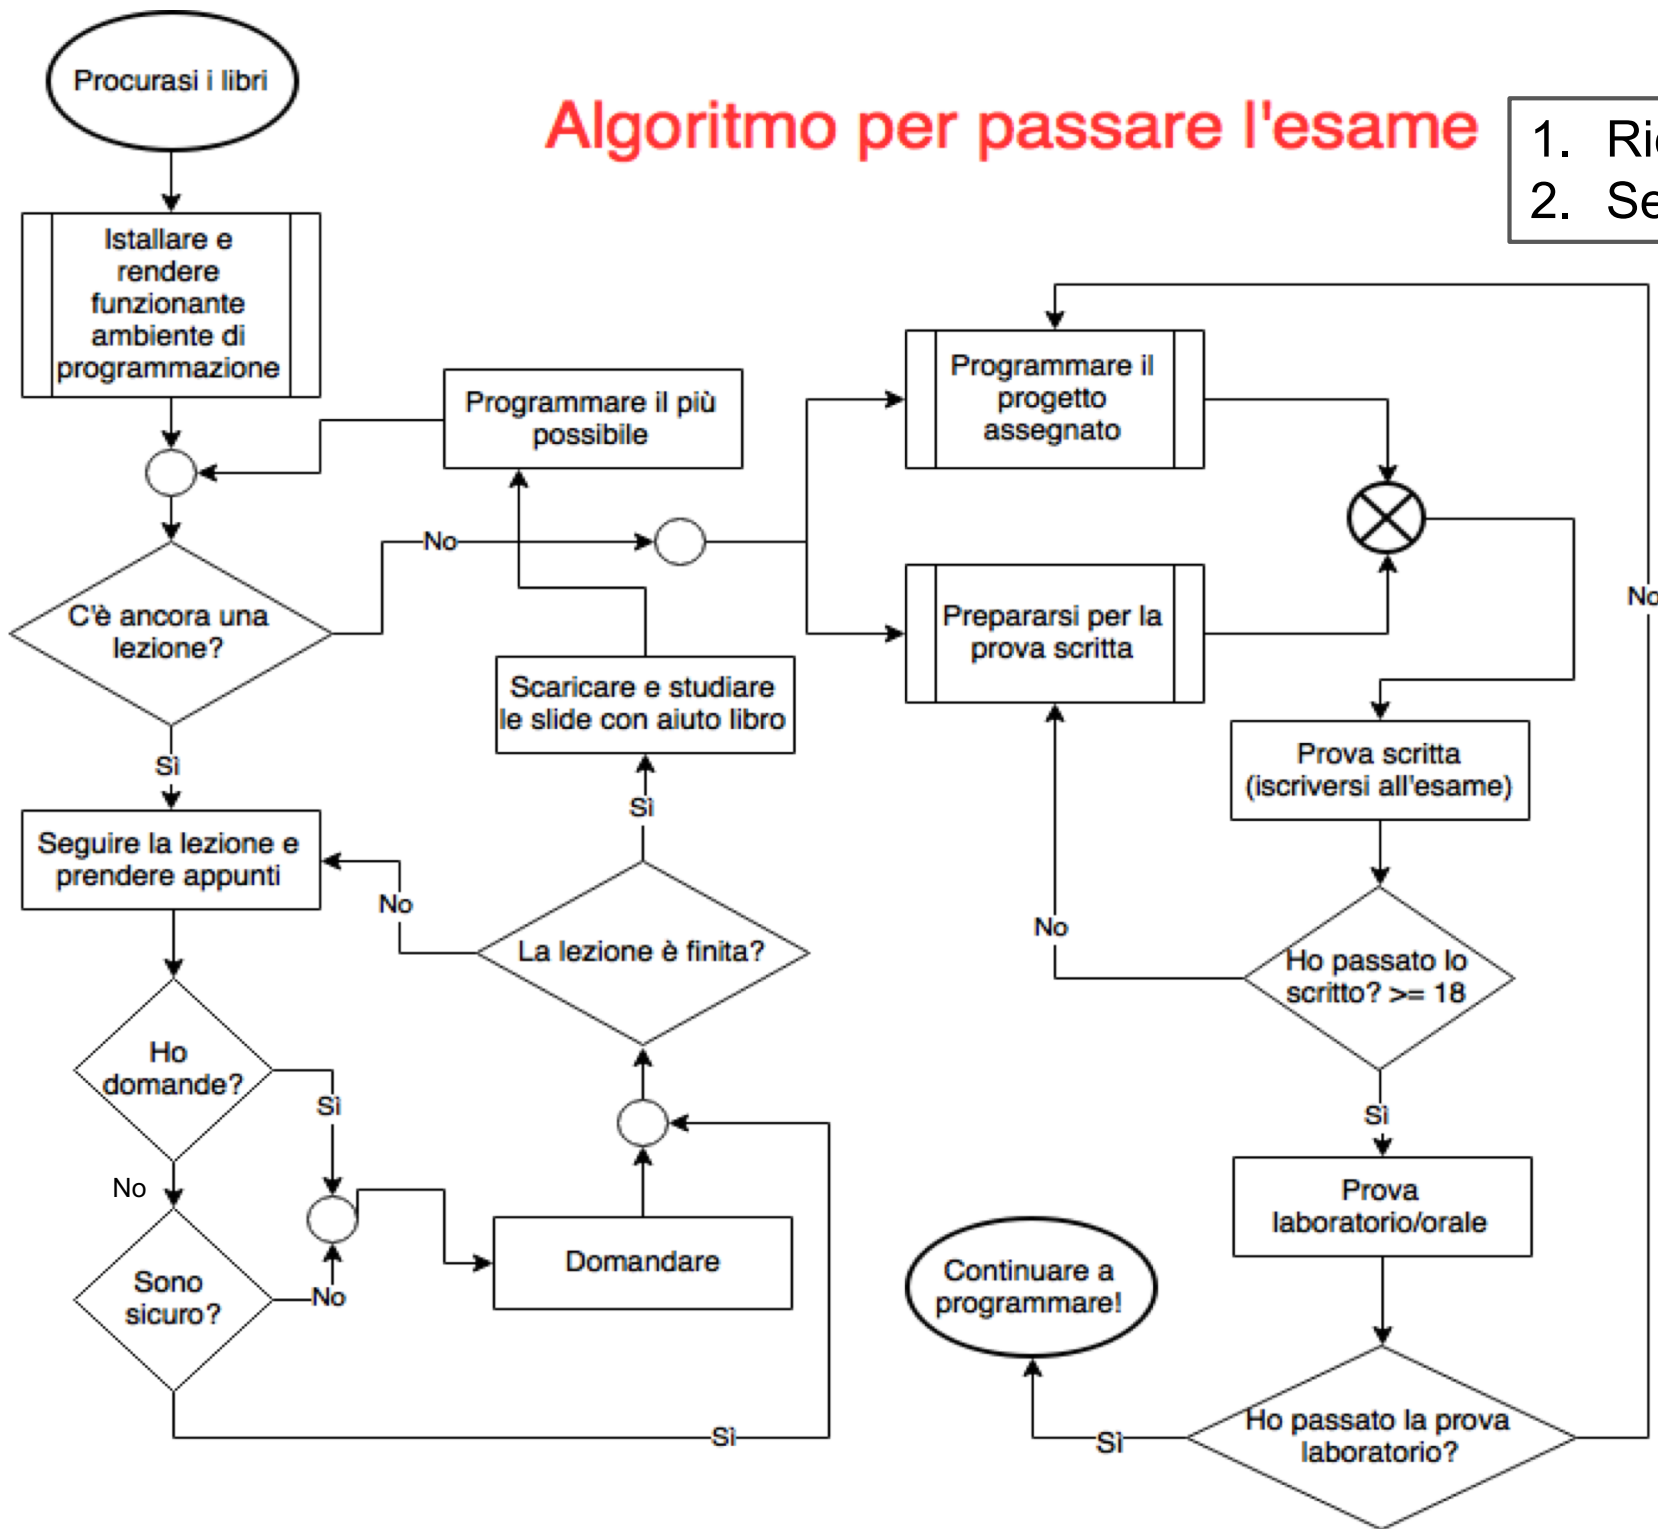 Procurasi i libri
Algoritmo per passare l'esame
1.
2.
Istallare e
rendere
funzionante
ambiente di
programmazione
Programmare il più
possibile
Programmare il
progetto
assegnato
No
C'è ancora una
lezione?
No
Prepararsi per la
prova scritta
Scaricare e studiare
le slide con aiuto libro
Prova scritta
(iscriversi all'esame)
Sì
Sì
Seguire la lezione e
prendere appunti
No
La lezione è finita?
No
Ho passato lo
scritto? >= 18
Ho
domande?
Sì
Sì
No
Prova
laboratorio/orale
Domandare
Sono
sicuro?
No
Continuare a
programmare!
Sì
Sì
Ho passato la prova
laboratorio?